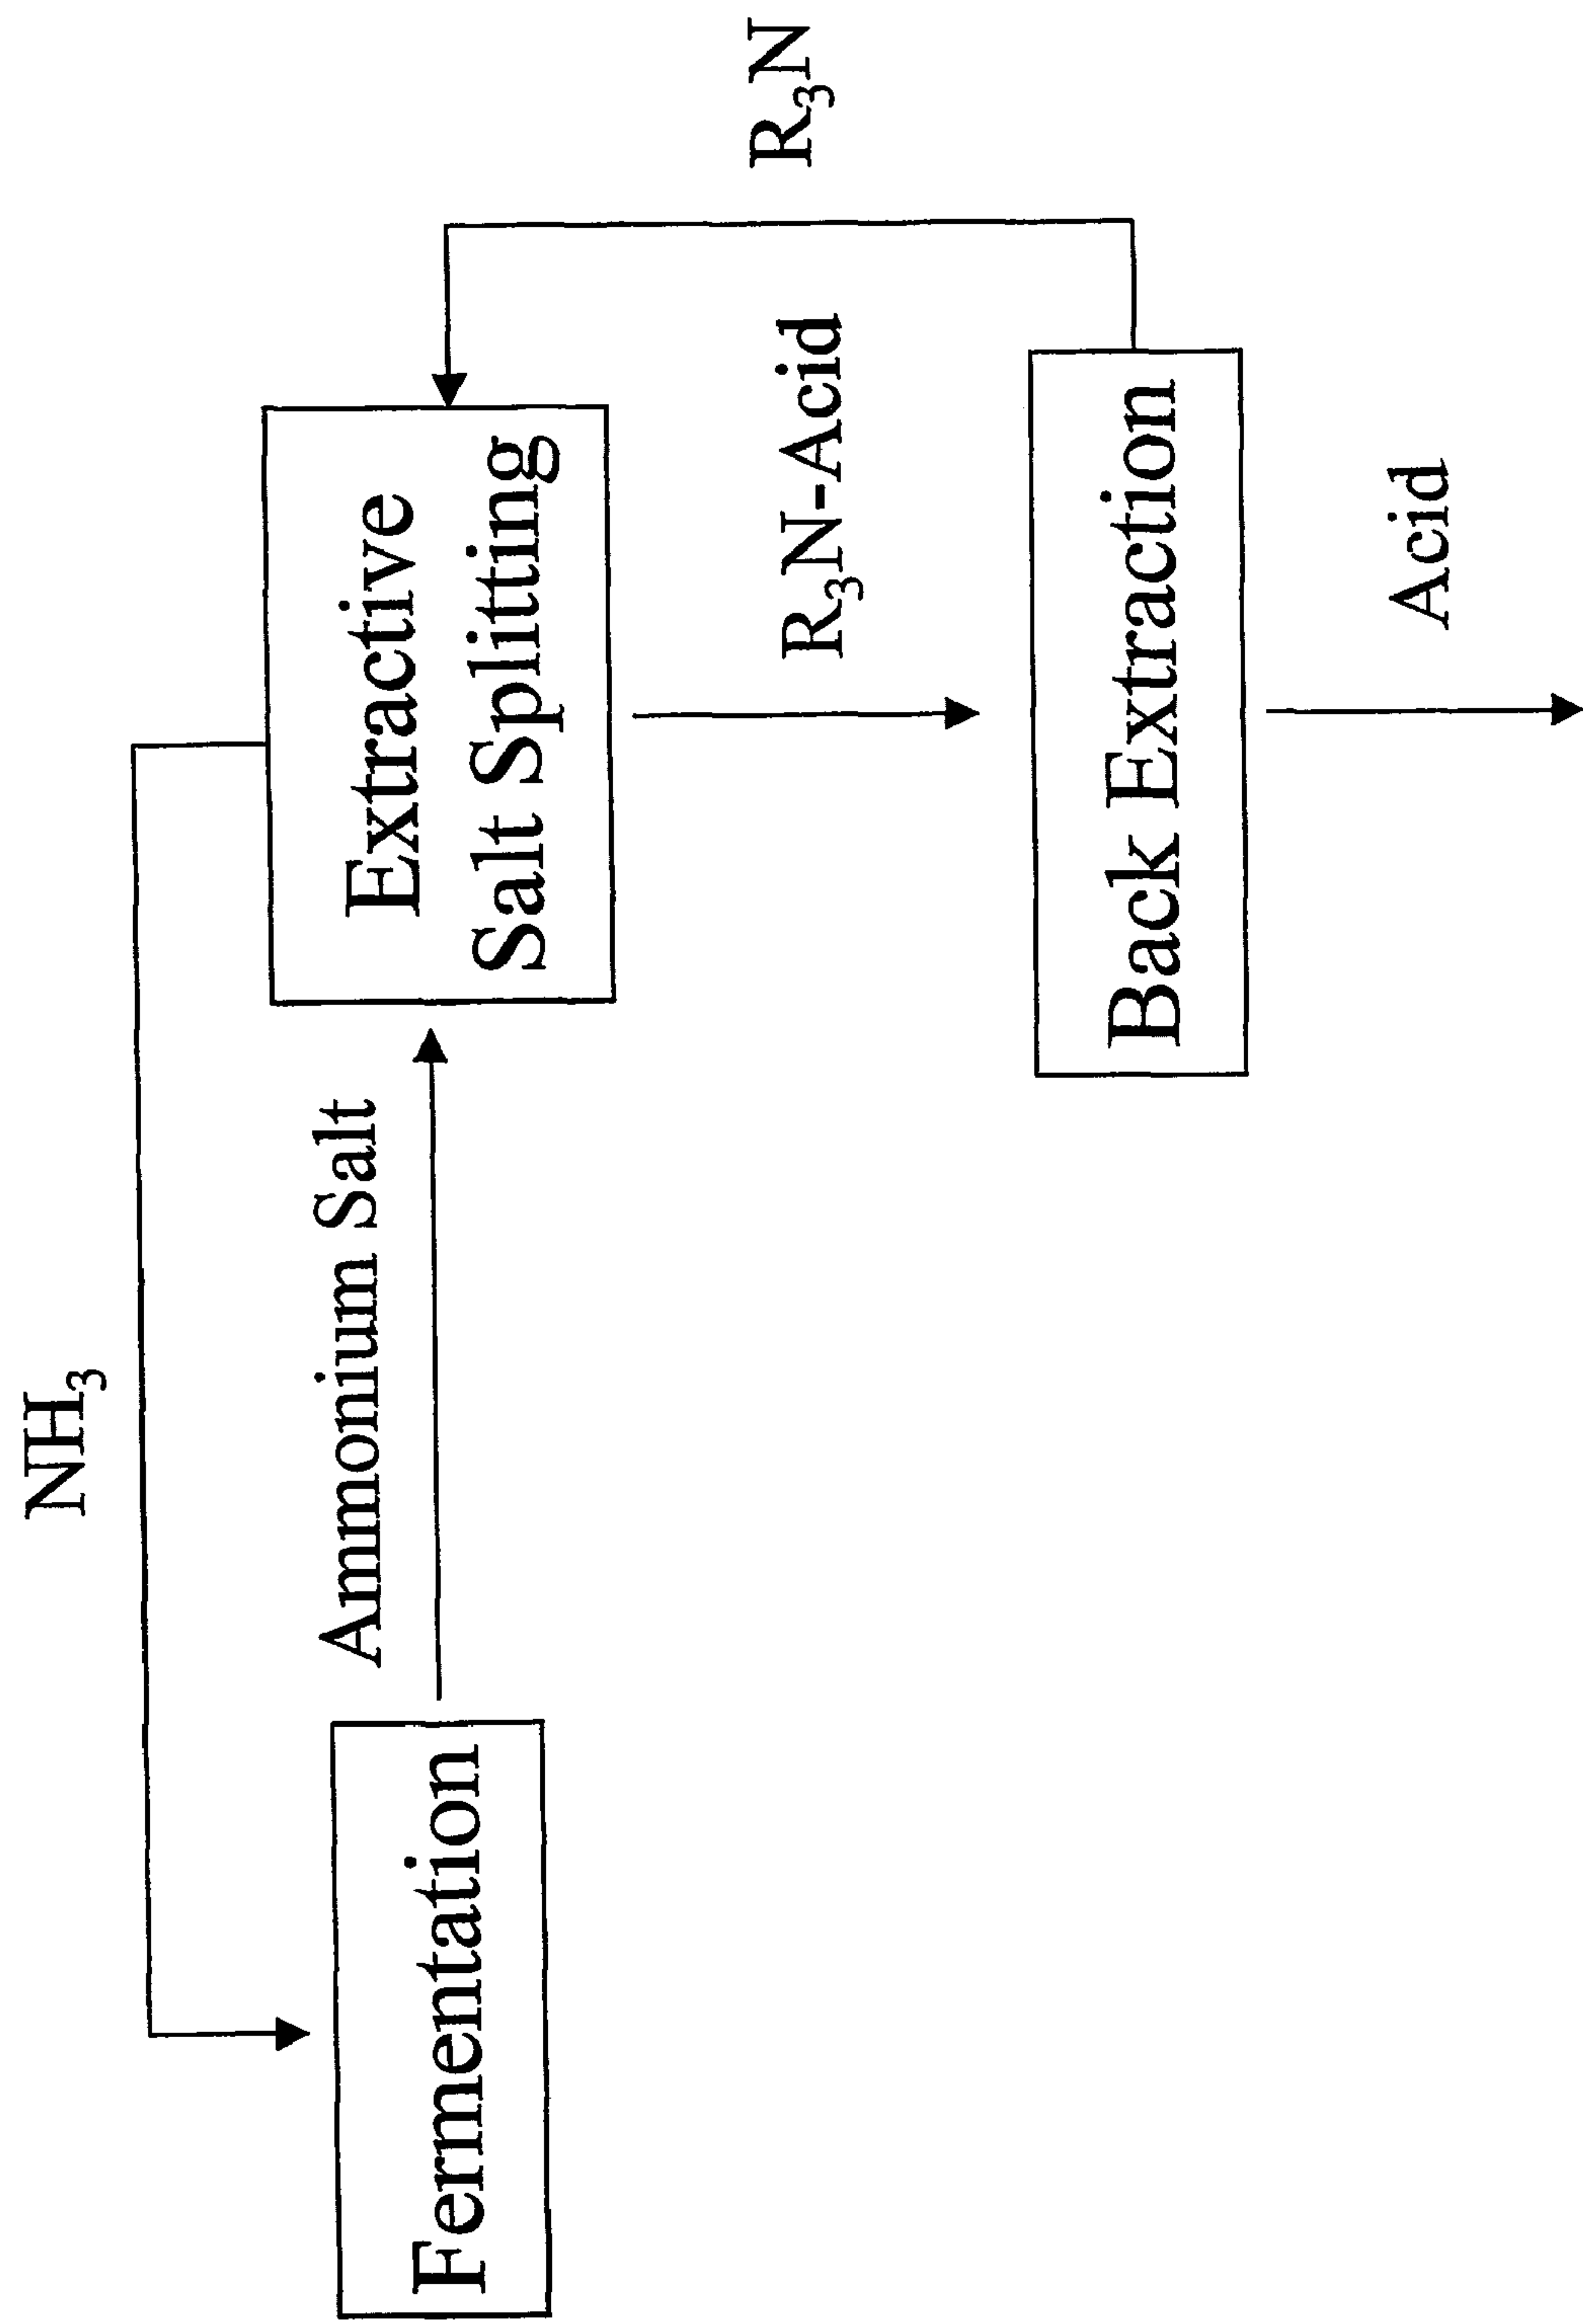 NH₃
Fermentation
Ammonium Salt
Extractive
Salt Splitting
R₃N-Acid
R₃N
Back Extraction
Acid